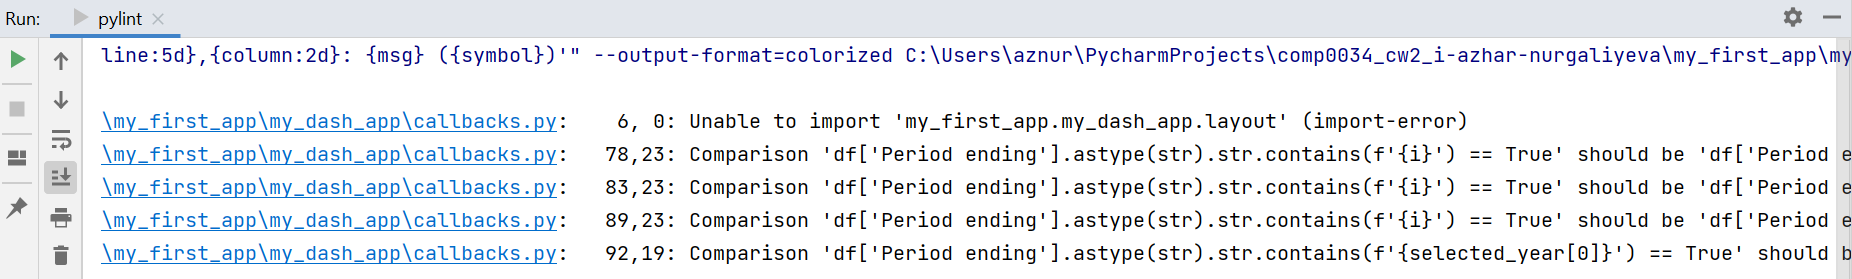 Run: pylint
line:5d},{column:2d}: {msg} ({symbol})'" --output-format=colorized C:\Users\aznur\PycharmProjects\comp0034_cw2_i-azhar-nurgaliyeva\my_first_app\my
\my_first_app\my_dash_app\callbacks.py:    6, 0: Unable to import 'my_first_app.my_dash_app.layout' (import-error)
\my_first_app\my_dash_app\callbacks.py:   78,23: Comparison 'df['Period ending'].astype(str).str.contains(f'{i}') == True' should be 'df['Period e
\my_first_app\my_dash_app\callbacks.py:   83,23: Comparison 'df['Period ending'].astype(str).str.contains(f'{i}') == True' should be 'df['Period e
\my_first_app\my_dash_app\callbacks.py:   89,23: Comparison 'df['Period ending'].astype(str).str.contains(f'{i}') == True' should be 'df['Period e
\my_first_app\my_dash_app\callbacks.py:   92,19: Comparison 'df['Period ending'].astype(str).str.contains(f'{selected_year[0]}') == True' should b